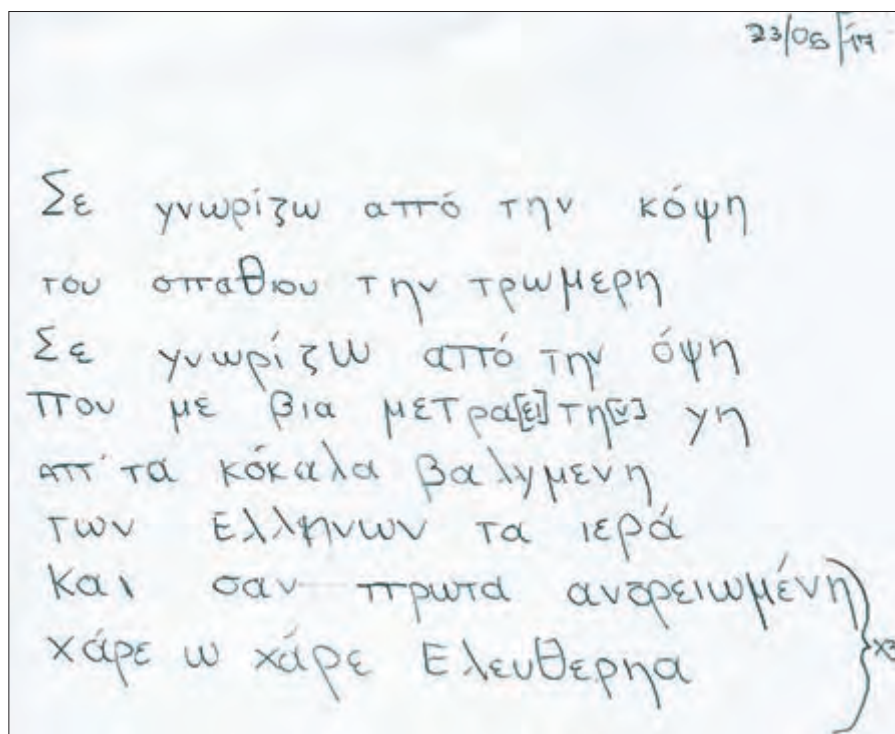 23/05/17
Σε γνωρίζω από την κόψη
του σπαθιου την τρωμερη
Σε γνωρίζω από την όψη
Που με βια μετρα[ει] τη[ν] γη
απ' τα κόκαλα βαλυμενη
των Ελληνων τα ιερά
Και σαν πρωτα ανδρειωμένη
χάρε ω χάρε Ελευθερηα
x3